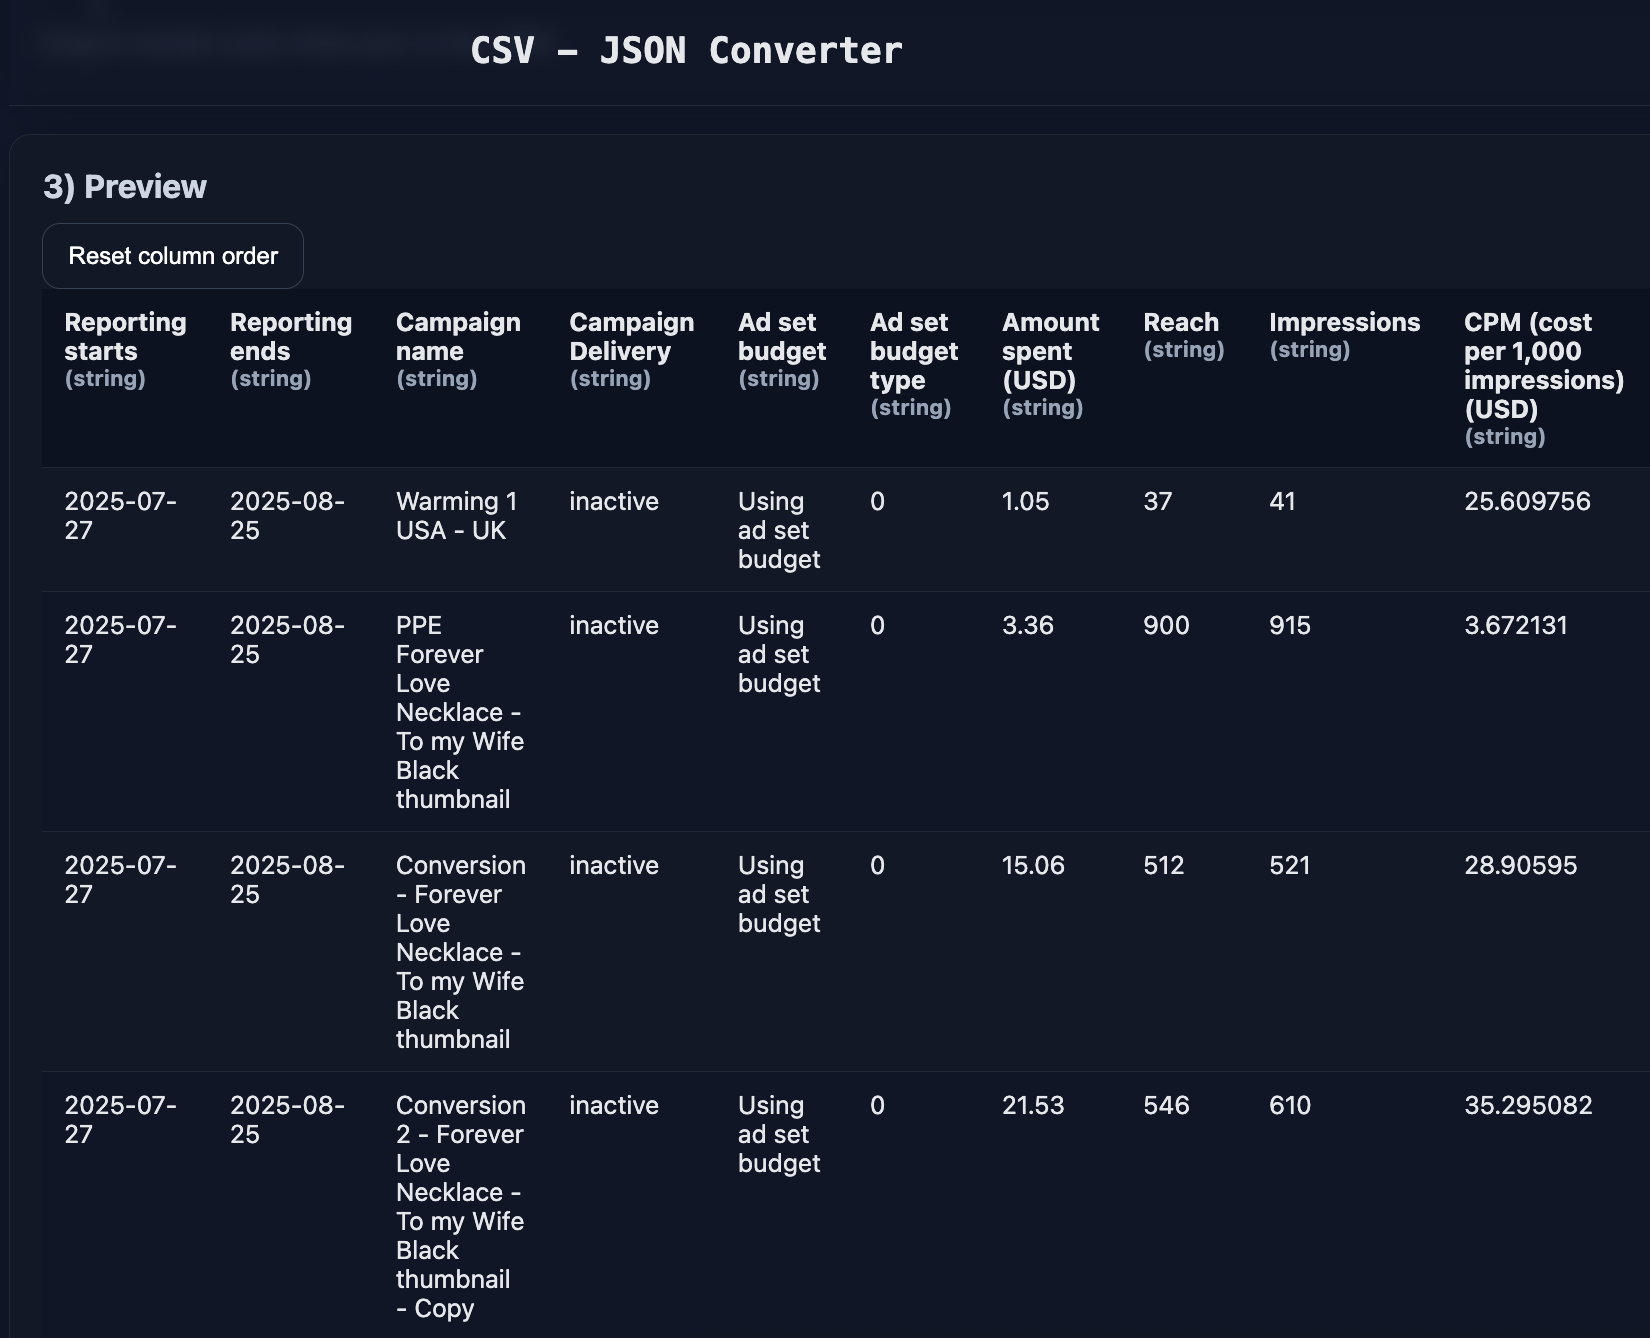 CSV – JSON Converter
3) Preview
Reset column order
Reporting starts (string)
Reporting ends (string)
Campaign name (string)
Campaign Delivery (string)
Ad set budget (string)
Ad set budget type (string)
Amount spent (USD) (string)
Reach (string)
Impressions (string)
CPM (cost per 1,000 impressions) (USD) (string)
2025-07-27
2025-08-25
Warming 1 USA - UK
inactive
Using ad set budget
0
1.05
37
41
25.609756
2025-07-27
2025-08-25
PPE Forever Love Necklace - To my Wife Black thumbnail
inactive
Using ad set budget
0
3.36
900
915
3.672131
2025-07-27
2025-08-25
Conversion - Forever Love Necklace - To my Wife Black thumbnail
inactive
Using ad set budget
0
15.06
512
521
28.90595
2025-07-27
2025-08-25
Conversion 2 - Forever Love Necklace - To my Wife Black thumbnail - Copy
inactive
Using ad set budget
0
21.53
546
610
35.295082